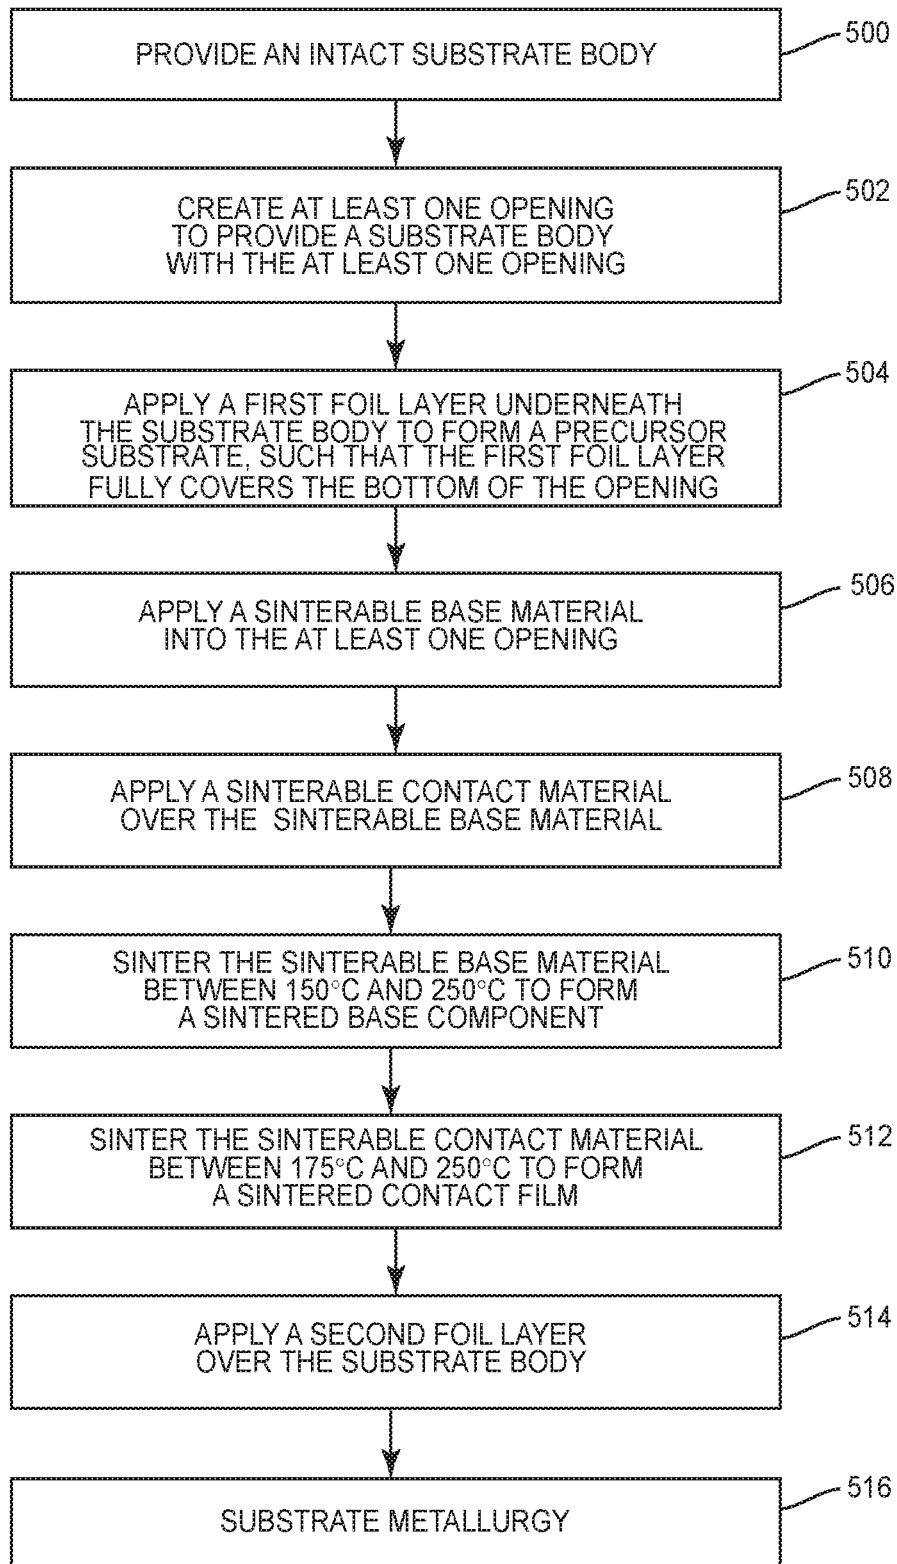 PROVIDE AN INTACT SUBSTRATE BODY
500
CREATE AT LEAST ONE OPENING
TO PROVIDE A SUBSTRATE BODY
WITH THE AT LEAST ONE OPENING
502
APPLY A FIRST FOIL LAYER UNDERNEATH
THE SUBSTRATE BODY TO FORM A PRECURSOR
SUBSTRATE, SUCH THAT THE FIRST FOIL LAYER
FULLY COVERS THE BOTTOM OF THE OPENING
504
APPLY A SINTERABLE BASE MATERIAL
INTO THE AT LEAST ONE OPENING
506
APPLY A SINTERABLE CONTACT MATERIAL
OVER THE SINTERABLE BASE MATERIAL
508
SINTER THE SINTERABLE BASE MATERIAL
BETWEEN 150°C AND 250°C TO FORM
A SINTERED BASE COMPONENT
510
SINTER THE SINTERABLE CONTACT MATERIAL
BETWEEN 175°C AND 250°C TO FORM
A SINTERED CONTACT FILM
512
APPLY A SECOND FOIL LAYER
OVER THE SUBSTRATE BODY
514
SUBSTRATE METALLURGY
516